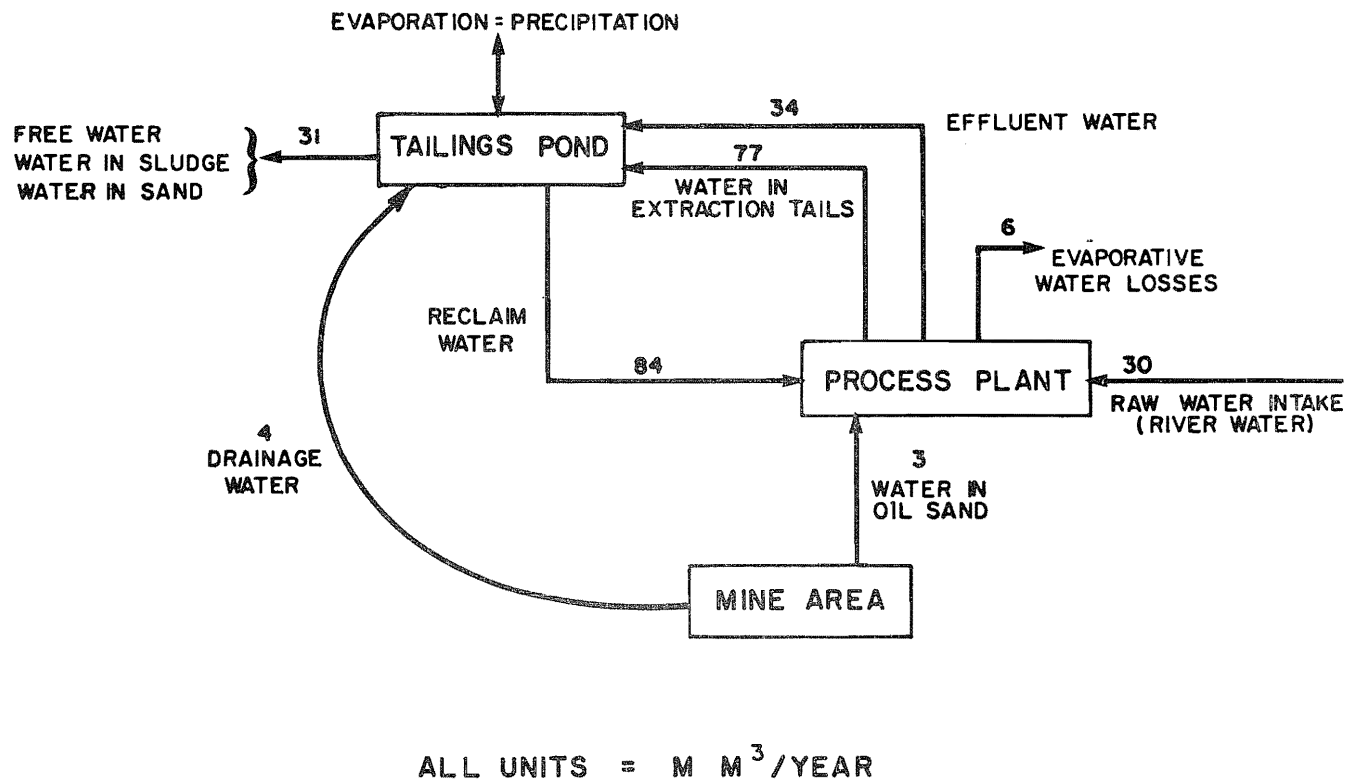 EVAPORATION = PRECIPITATION
34
EFFLUENT WATER
FREE WATER
WATER IN SLUDGE
WATER IN SAND
31
TAILINGS POND
77
WATER IN
EXTRACTION TAILS
6
EVAPORATIVE
WATER LOSSES
RECLAIM
WATER
84
PROCESS PLANT
30
RAW WATER INTAKE
(RIVER WATER)
4
DRAINAGE
WATER
3
WATER IN
OIL SAND
MINE AREA
ALL UNITS = M M³/YEAR